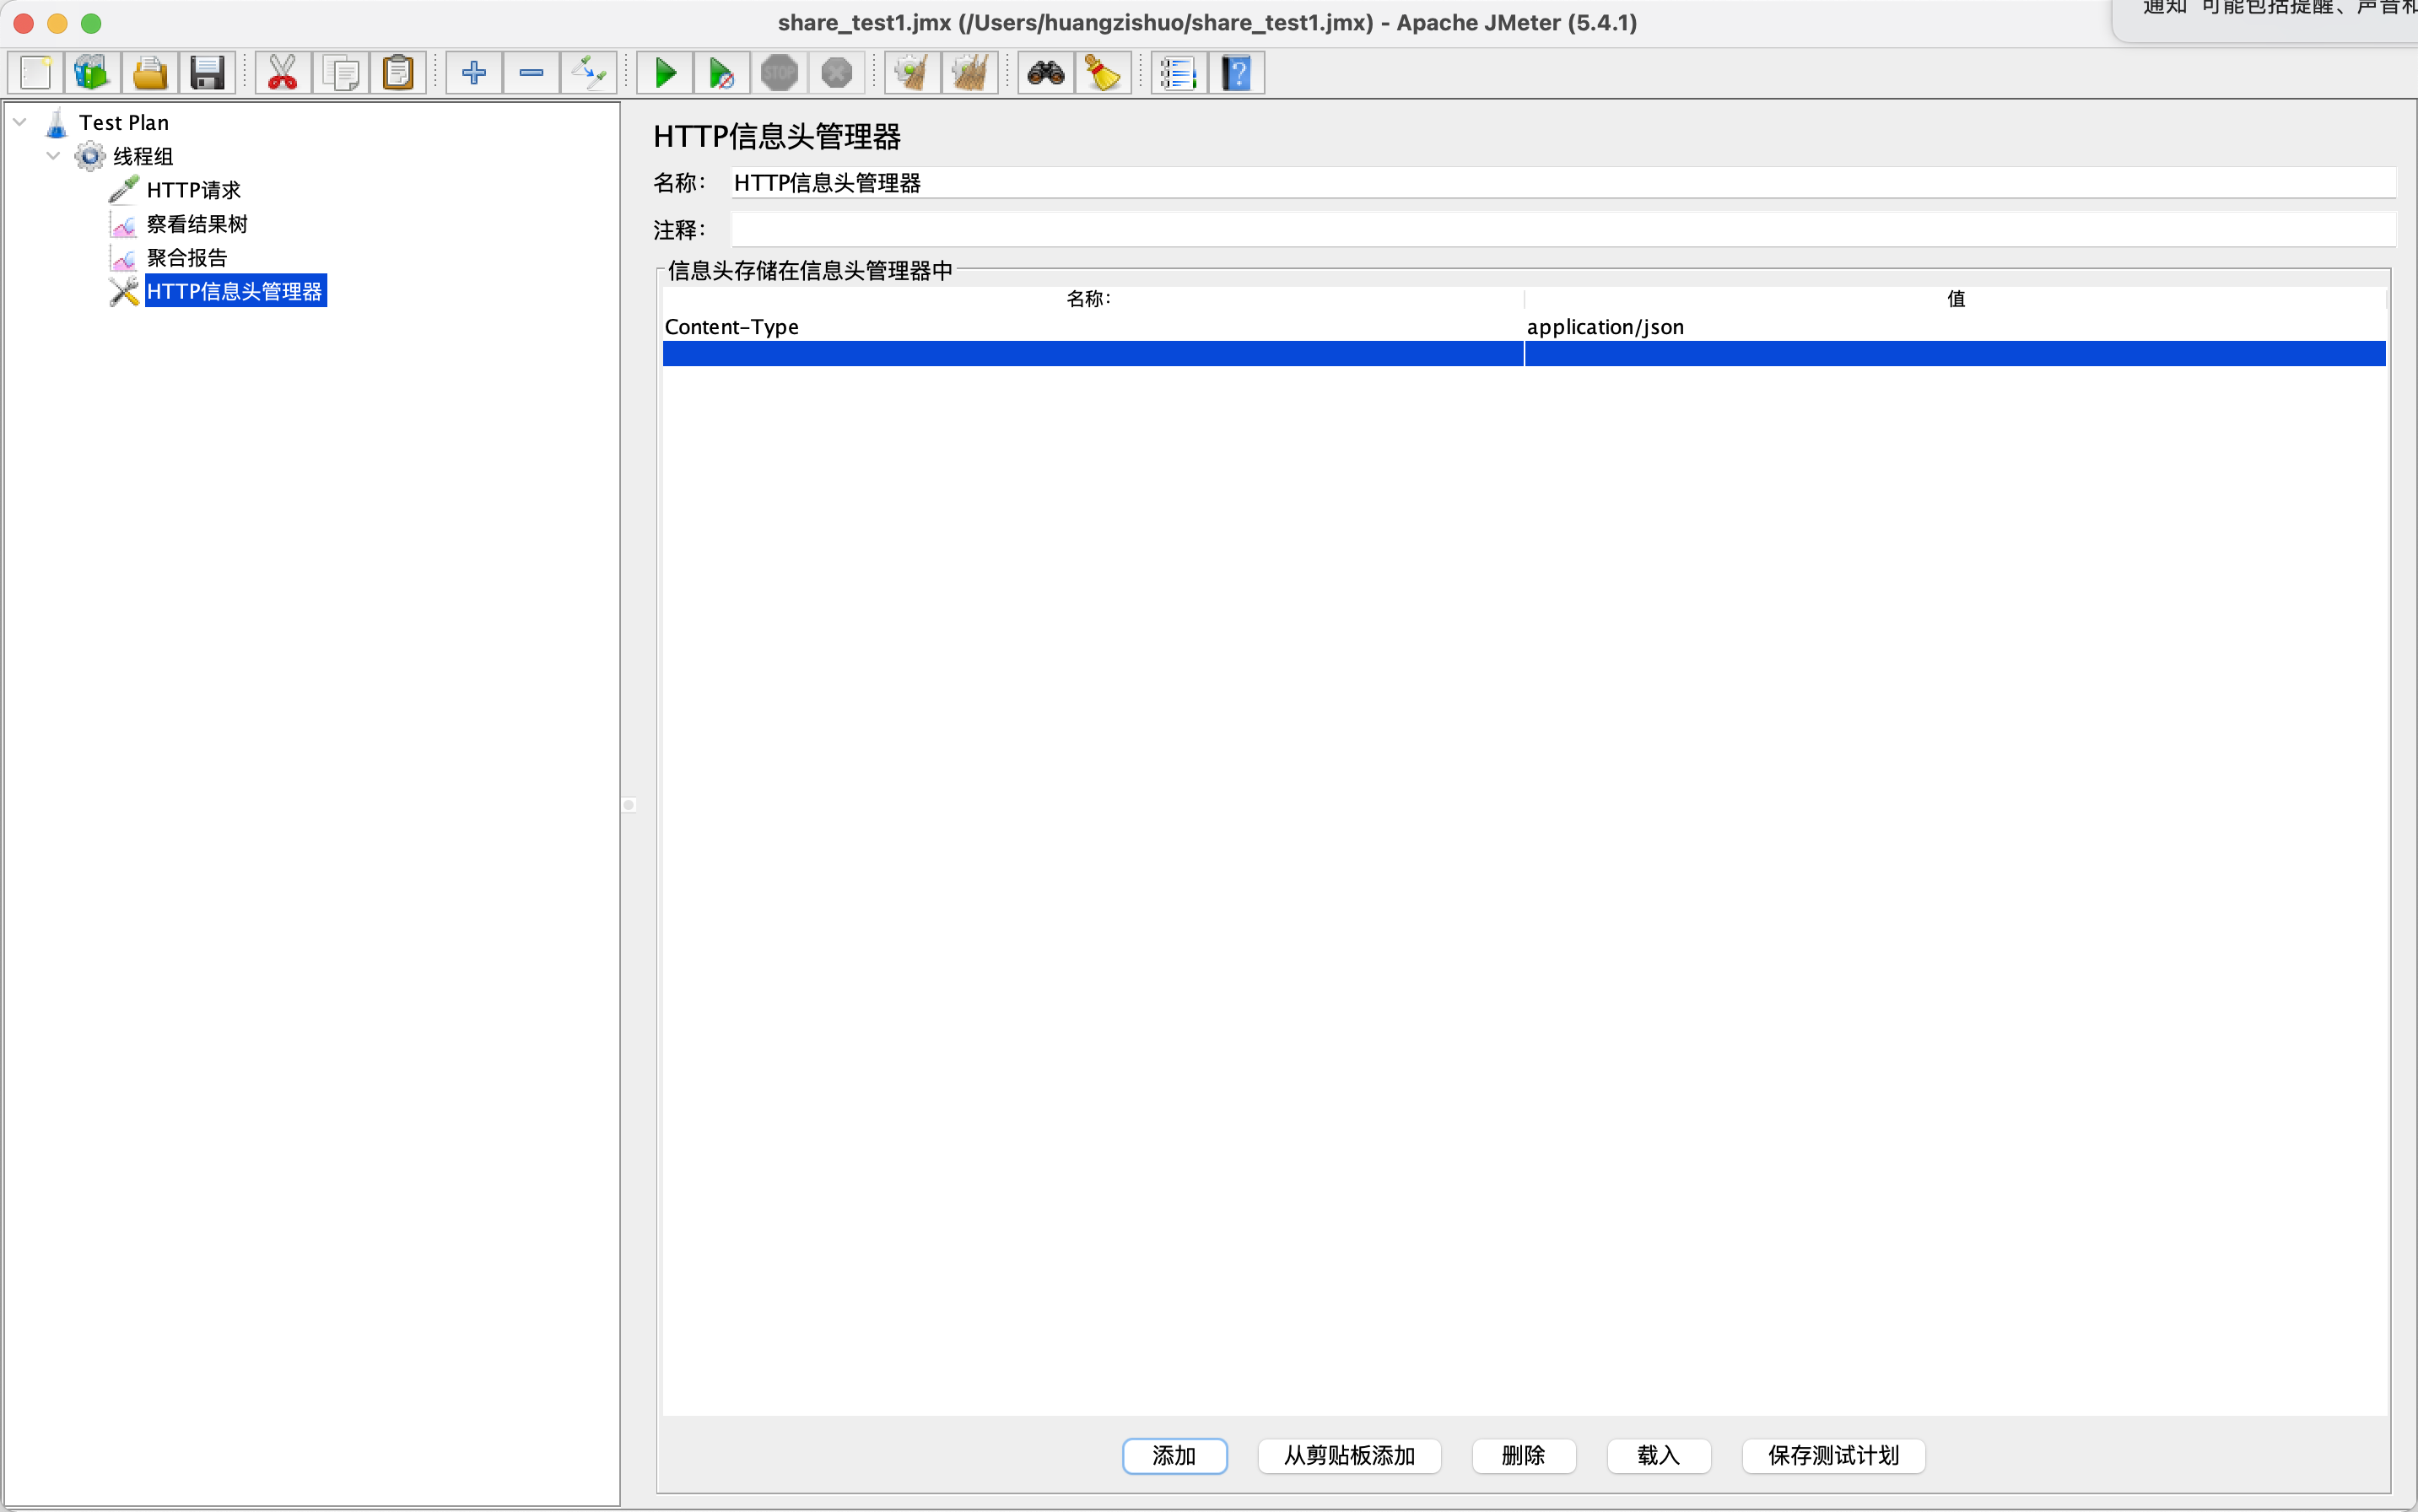 share_test1.jmx (/Users/huangzishuo/share_test1.jmx) - Apache JMeter (5.4.1)
通知 可能包括提醒、声音和
STOP
Test Plan
线程组
HTTP请求
察看结果树
聚合报告
HTTP信息头管理器
HTTP信息头管理器
名称： HTTP信息头管理器
注释：
信息头存储在信息头管理器中
名称： 值
Content-Type application/json
添加 从剪贴板添加 删除 载入 保存测试计划